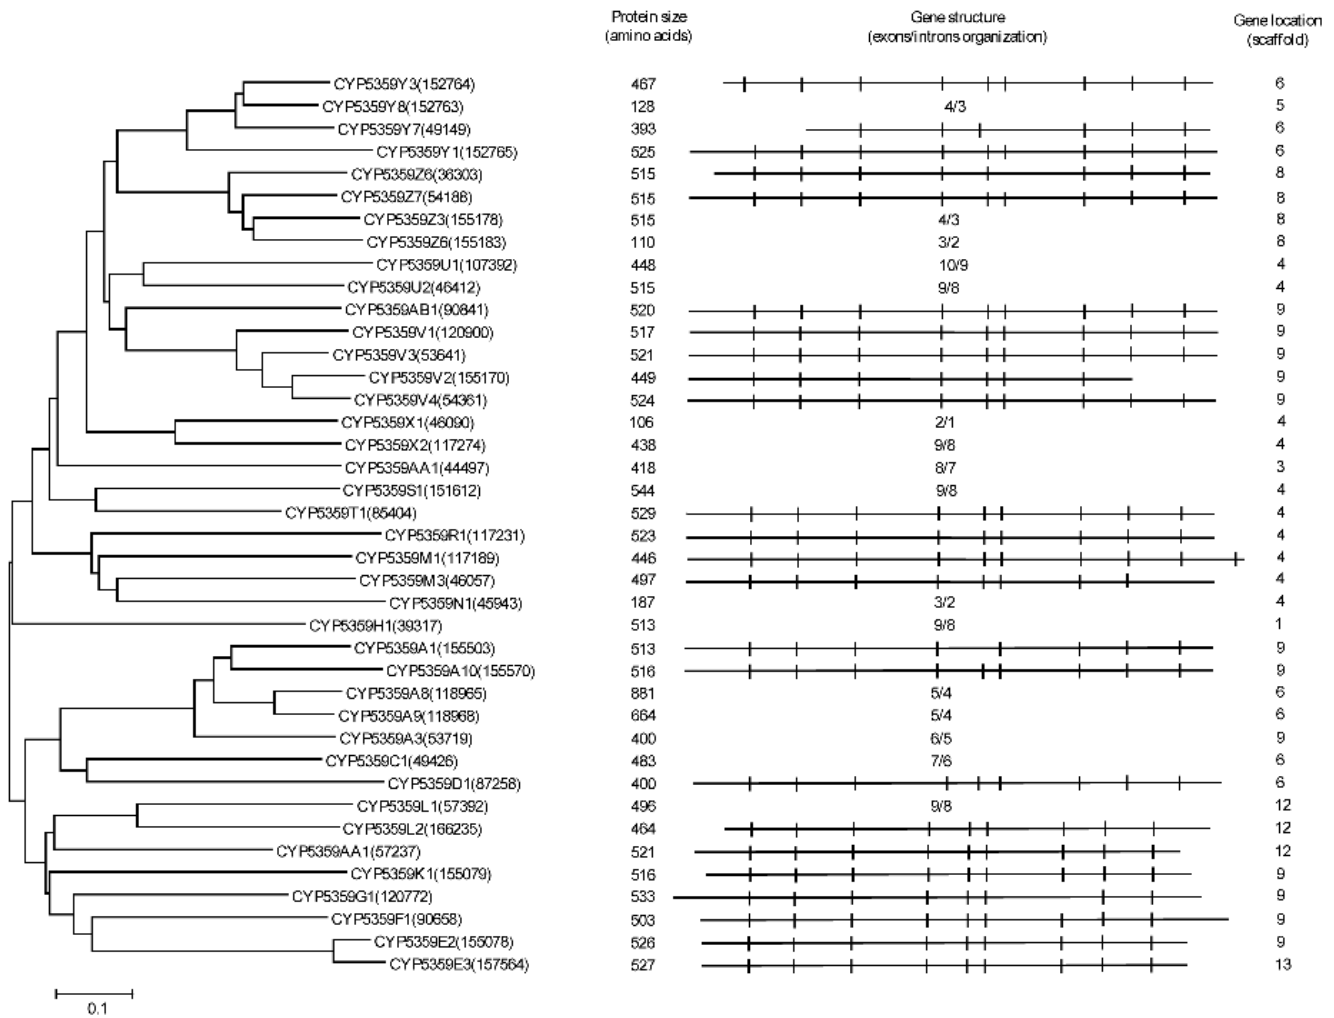 Protein size Gene structure Gene location
(amino acids) (exons/introns organization) (scaffold)
CYP5359Y3(152764) 467 6
CYP5359Y8(152763) 128 4/3 5
CYP5359Y7(49149) 393 6
CYP5359Y1(152765) 525 6
CYP5359Z6(36303) 515 8
CYP5359Z7(54188) 515 8
CYP5359Z3(155178) 515 4/3 8
CYP5359Z6(155183) 110 3/2 8
CYP5359U1(107392) 448 10/9 4
CYP5359U2(46412) 515 9/8 4
CYP5359AB1(90841) 520 9
CYP5359V1(120900) 517 9
CYP5359V3(53641) 521 9
CYP5359V2(155170) 449 9
CYP5359V4(54361) 524 9
CYP5359X1(46090) 106 2/1 4
CYP5359X2(117274) 438 9/8 4
CYP5359AA1(44497) 418 8/7 3
CYP5359S1(151612) 544 9/8 4
CYP5359T1(85404) 529 4
CYP5359R1(117231) 523 4
CYP5359M1(117189) 446 4
CYP5359M3(46057) 497 4
CYP5359N1(45943) 187 3/2 4
CYP5359H1(39317) 513 9/8 1
CYP5359A1(155503) 513 9
CYP5359A10(155570) 516 9
CYP5359A8(118965) 881 5/4 6
CYP5359A9(118968) 664 5/4 6
CYP5359A3(53719) 400 6/5 9
CYP5359C1(49426) 483 7/6 6
CYP5359D1(87258) 400 6
CYP5359L1(57392) 496 9/8 12
CYP5359L2(166235) 464 12
CYP5359AA1(57237) 521 12
CYP5359K1(155079) 516 9
CYP5359G1(120772) 533 9
CYP5359F1(90658) 503 9
CYP5359E2(155078) 526 9
CYP5359E3(157564) 527 13
0.1